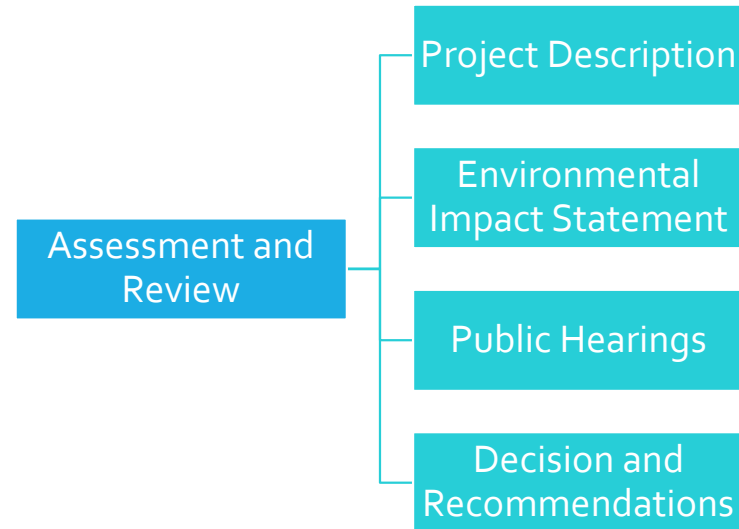 Project Description
Environmental
Impact Statement
Assessment and
Review
Public Hearings
Decision and
Recommendations